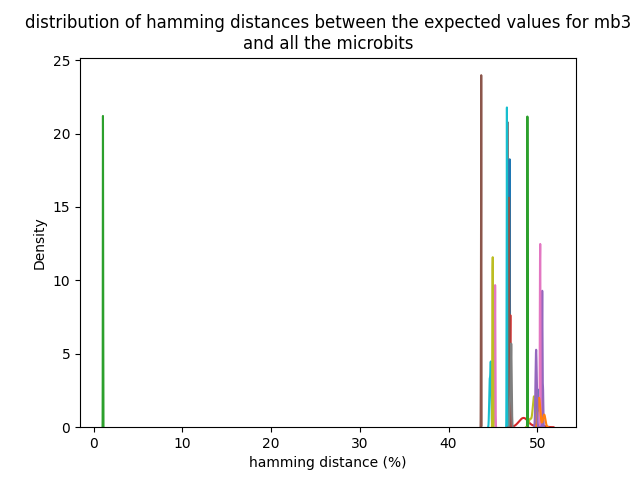 distribution of hamming distances between the expected values for mb3
and all the microbits
25
20
15
10
5
0
Density
0 10 20 30 40 50
hamming distance (%)